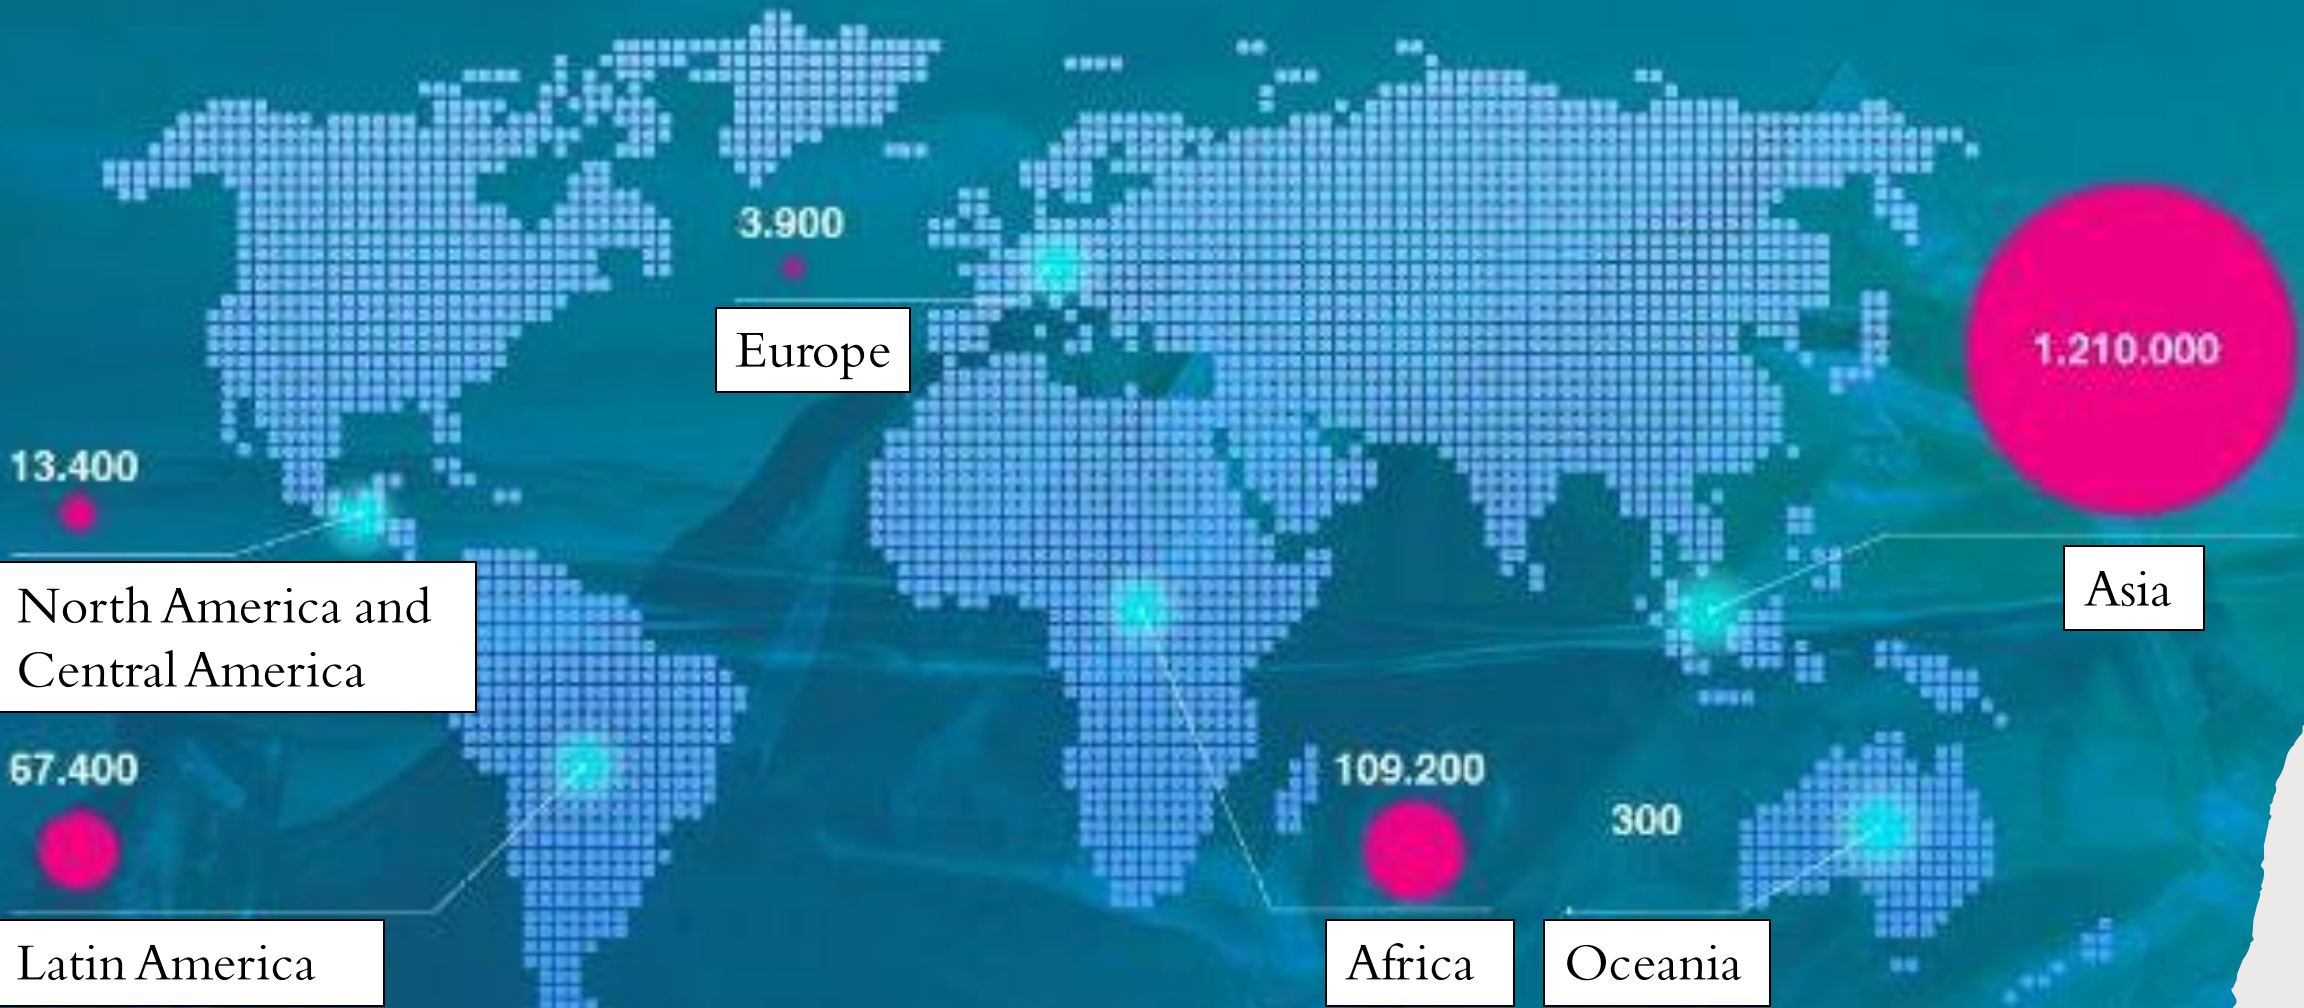 3.900
Europe
1.210.000
Asia
13.400
North America and
Central America
67.400
Latin America
109.200
Africa
300
Oceania